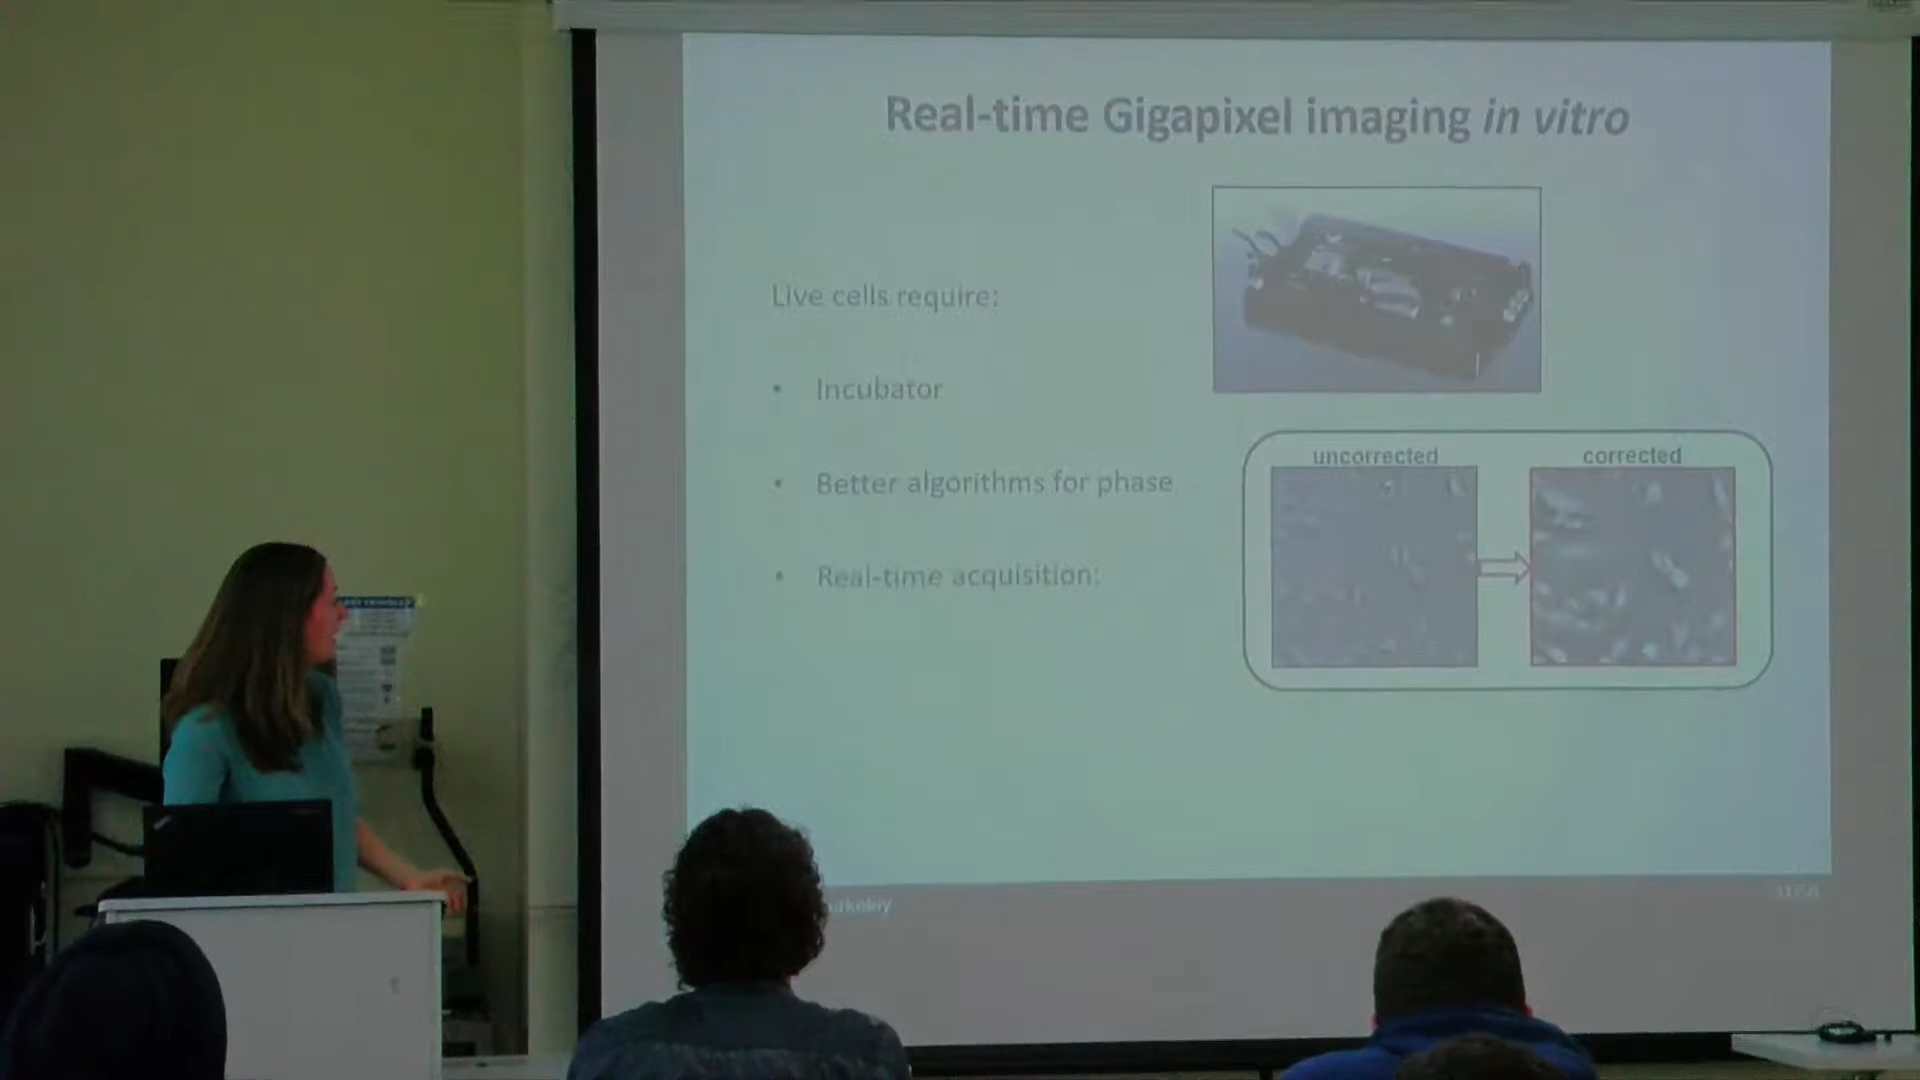 Real-time Gigapixel imaging in vitro
Live cells require:
• Incubator
• Better algorithms for phase
• Real-time acquisition:
uncorrected
corrected